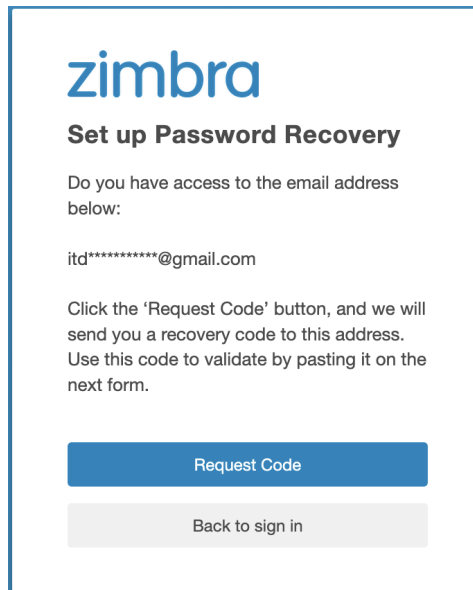 zimbra
Set up Password Recovery
Do you have access to the email address
below:
itd***********@gmail.com
Click the ‘Request Code’ button, and we will
send you a recovery code to this address.
Use this code to validate by pasting it on the
next form.
Request Code
Back to sign in